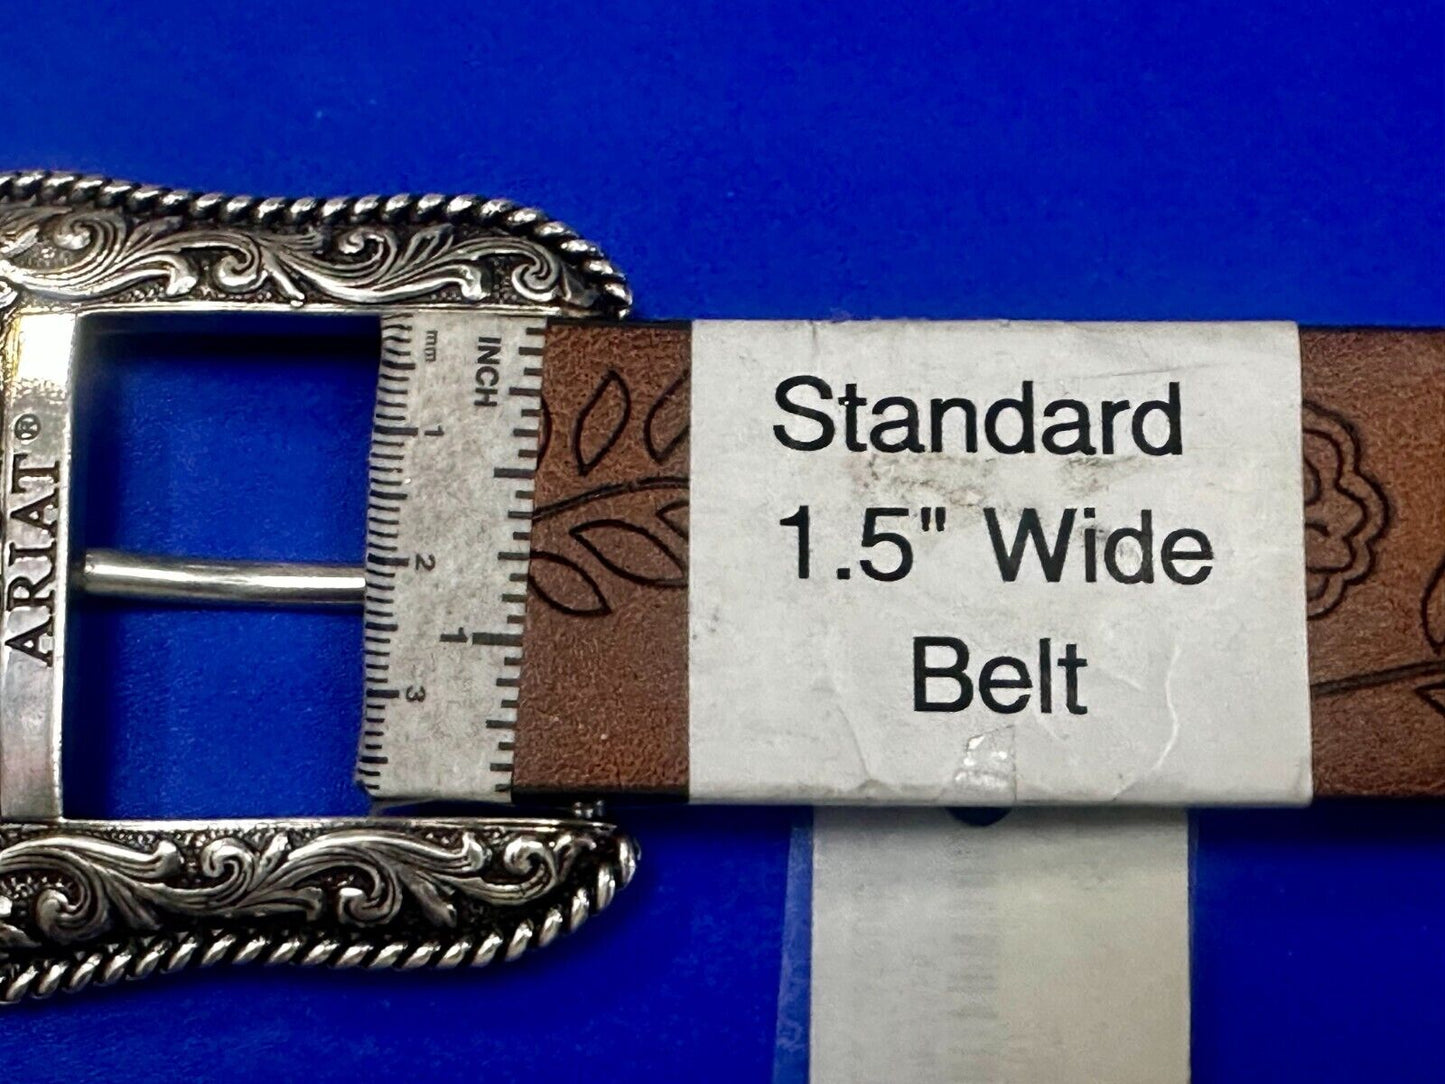 ARIAT®
mm
INCH
1
2
3
1
Standard
1.5" Wide
Belt